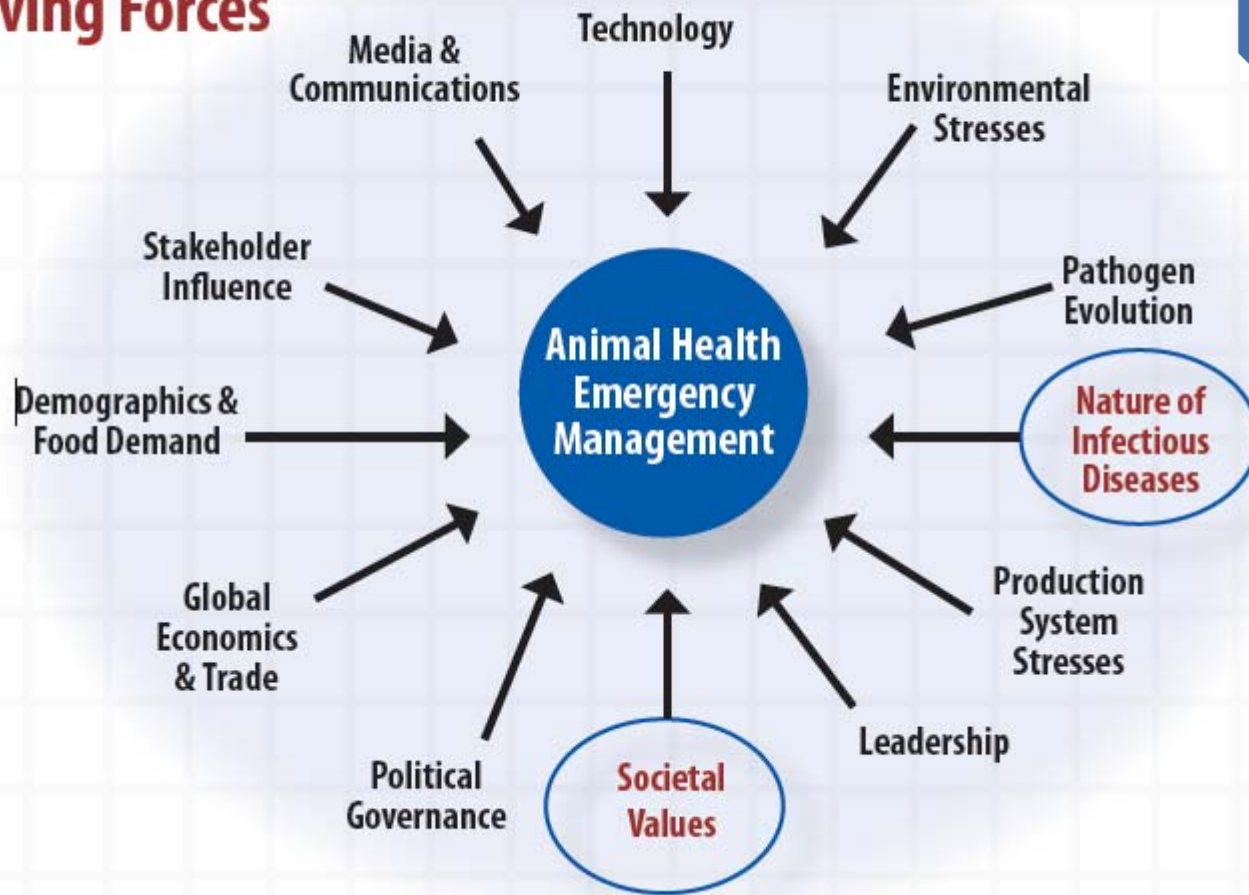 ving Forces
Technology
Media &
Communications
Environmental
Stresses
Stakeholder
Influence
Pathogen
Evolution
Animal Health
Emergency
Management
Demographics &
Food Demand
Nature of
Infectious
Diseases
Global
Economics
& Trade
Production
System
Stresses
Political
Governance
Societal
Values
Leadership